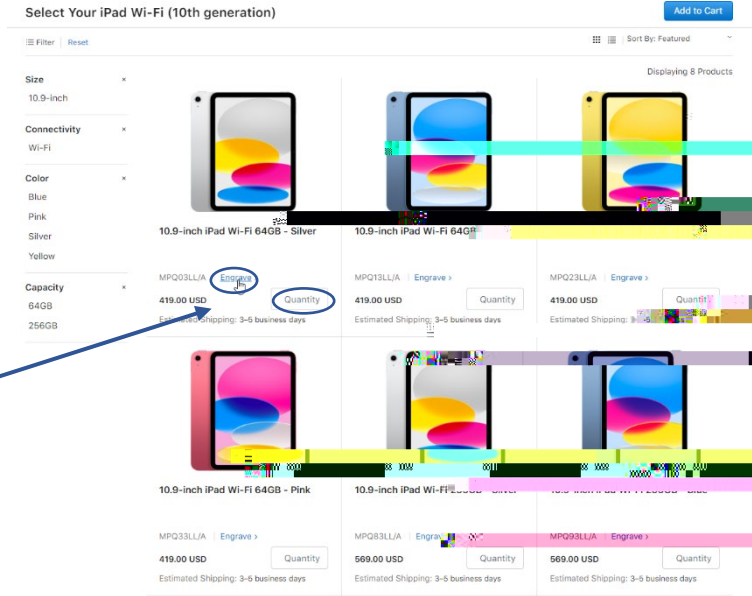 Select Your iPad Wi-Fi (10th generation)
Add to Cart
Filter
Reset
Sort By: Featured
Displaying 8 Products
Size
×
10.9-inch
Connectivity
×
Wi-Fi
Color
×
Blue
Pink
Silver
Yellow
Capacity
×
64GB
256GB
10.9-inch iPad Wi-Fi 64GB - Silver
MPQ03LL/A
Engrave
419.00 USD
Quantity
Estimated Shipping: 3–5 business days
10.9-inch iPad Wi-Fi 64GB
MPQ13LL/A
Engrave >
419.00 USD
Quantity
Estimated Shipping: 3–5 business days
MPQ23LL/A
Engrave >
419.00 USD
Quantity
Estimated Shipping:
10.9-inch iPad Wi-Fi 64GB - Pink
MPQ33LL/A
Engrave >
419.00 USD
Quantity
Estimated Shipping: 3–5 business days
10.9-inch iPad Wi-Fi
MPQ83LL/A
569.00 USD
Quantity
Estimated Shipping: 3–5 business days
MPQ93LL/A
Engrave >
569.00 USD
Quantity
Estimated Shipping: 3–5 business days